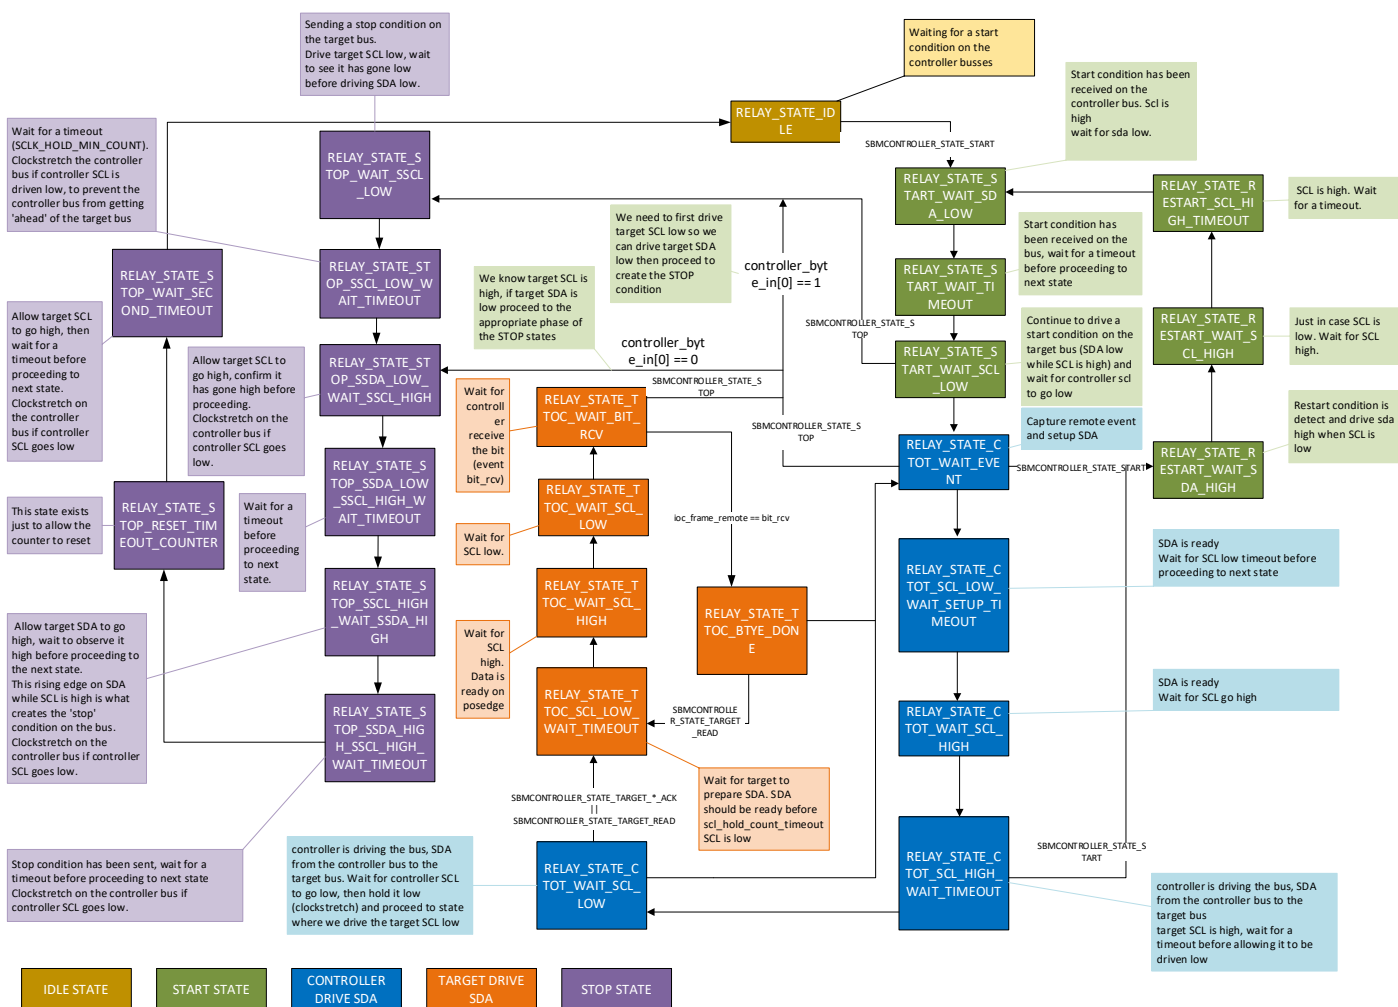 Sending a stop condition on
the target bus.
Drive target SCL low, wait
to see it has gone low
before driving SDA low.
Waiting for a start
condition on the
controller busses
RELAY_STATE_ID
LE
SBMCONTROLLER_STATE_START
Start condition has been
received on the
controller bus. Scl is
high
wait for sda low.
Wait for a timeout
(SCLK_HOLD_MIN_COUNT).
Clockstretch the controller
bus if controller SCL is
driven low, to prevent the
controller bus from getting
'ahead' of the target bus
RELAY_STATE_S
TOP_WAIT_SSCL
_LOW
RELAY_STATE_S
TART_WAIT_SD
A_LOW
RELAY_STATE_R
ESTART_SCL_HI
GH_TIMEOUT
SCL is high. Wait
for a timeout.
We need to first drive
target SCL low so we
can drive target SDA
low then proceed to
create the STOP
condition
controller_byt
e_in[0] == 1
Start condition has
been received on the
bus, wait for a timeout
before proceeding to
next state
RELAY_STATE_S
TOP_WAIT_SEC
OND_TIMEOUT
RELAY_STATE_ST
OP_SSCL_LOW_W
AIT_TIMEOUT
We know target SCL is
high, if target SDA is
low proceed to the
appropriate phase of
the STOP states
RELAY_STATE_S
TART_WAIT_TI
MEOUT
Allow target SCL
to go high, then
wait for a
timeout before
proceeding to
next state.
Clockstretch on
the controller
bus if controller
SCL goes low
Allow target SCL to
go high, confirm it
has gone high before
proceeding.
Clockstretch on the
controller bus if
controller SCL goes
low.
RELAY_STATE_ST
OP_SSDA_LOW_
WAIT_SSCL_HIGH
controller_byt
e_in[0] == 0
SBMCONTROLLER_STATE_S
TOP
SBMCONTROLLER_STATE_S
TOP
RELAY_STATE_S
TART_WAIT_SCL
_LOW
Continue to drive a
start condition on the
target bus (SDA low
while SCL is high) and
wait for controller scl
to go low
RELAY_STATE_R
ESTART_WAIT_S
CL_HIGH
Just in case SCL is
low. Wait for SCL
high.
Wait for
controll
er
receive
the bit
(event
bit_rcv)
RELAY_STATE_T
TOC_WAIT_BIT_
RCV
SBMCONTROLLER_STATE_S
TOP
Capture remote event
and setup SDA
Restart condition is
detect and drive sda
high when SCL is
low
RELAY_STATE_C
TOT_WAIT_EVE
NT
SBMCONTROLLER_STATE_START
RELAY_STATE_R
ESTART_WAIT_S
DA_HIGH
This state exists
just to allow the
counter to reset
RELAY_STATE_S
TOP_RESET_TIM
EOUT_COUNTER
Wait for a
timeout
before
proceeding
to next
state.
RELAY_STATE_S
TOP_SSDA_LOW
_SSCL_HIGH_W
AIT_TIMEOUT
Wait for
SCL low.
RELAY_STATE_T
TOC_WAIT_SCL_
LOW
ioc_frame_remote == bit_rcv
RELAY_STATE_C
TOT_SCL_LOW_
WAIT_SETUP_TI
MEOUT
SDA is ready
Wait for SCL low timeout before
proceeding to next state
Allow target SDA to go
high, wait to observe it
high before proceeding to
the next state.
This rising edge on SDA
while SCL is high is what
creates the 'stop'
condition on the bus.
Clockstretch on the
controller bus if controller
SCL goes low.
RELAY_STATE_S
TOP_SSCL_HIGH
_WAIT_SSDA_HI
GH
Wait for
SCL
high.
Data is
ready on
posedge
RELAY_STATE_T
TOC_WAIT_SCL_
HIGH
RELAY_STATE_T
TOC_BTYE_DON
E
SDA is ready
Wait for SCL go high
RELAY_STATE_S
TOP_SSDA_HIG
H_SSCL_HIGH_
WAIT_TIMEOUT
RELAY_STATE_T
TOC_SCL_LOW_
WAIT_TIMEOUT
SBMCONTROLLE
R_STATE_TARGET
_READ
RELAY_STATE_C
TOT_WAIT_SCL
_HIGH
Wait for target to
prepare SDA. SDA
should be ready before
scl_hold_count_timeout
SCL is low
SBMCONTROLLER_STATE_TARGET_*_ACK
||
SBMCONTROLLER_STATE_TARGET_READ
Stop condition has been sent, wait for a
timeout before proceeding to next state
Clockstretch on the controller bus if
controller SCL goes low.
controller is driving the bus, SDA
from the controller bus to the
target bus. Wait for controller SCL
to go low, then hold it low
(clockstretch) and proceed to state
where we drive the target SCL low
RELAY_STATE_C
TOT_WAIT_SCL_
LOW
RELAY_STATE_C
TOT_SCL_HIGH_
WAIT_TIMEOUT
SBMCONTROLLER_STATE_S
TART
controller is driving the bus, SDA
from the controller bus to the
target bus
target SCL is high, wait for a
timeout before allowing it to be
driven low
IDLE STATE
START STATE
CONTROLLER
DRIVE SDA
TARGET DRIVE
SDA
STOP STATE